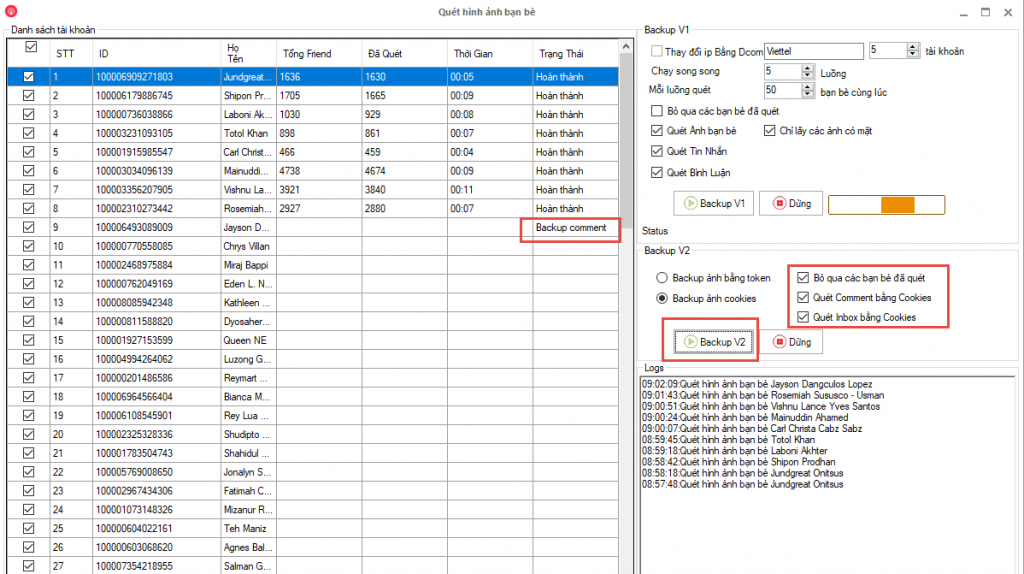 Quét hình ảnh bạn bè
Danh sách tài khoản
STT ID Họ Tên Tổng Friend Đã Quét Thời Gian Trạng Thái
1 100006909271803 Jundgreat... 1636 1630 00:05 Hoàn thành
2 100006179886745 Shipon Pr... 1705 1665 00:09 Hoàn thành
3 100000736038866 Laboni Ak... 1030 929 00:08 Hoàn thành
4 100003231093105 Totol Khan 898 861 00:07 Hoàn thành
5 100001915985547 Carl Christ... 466 459 00:04 Hoàn thành
6 100003034096139 Mainuddi... 4738 4674 00:09 Hoàn thành
7 100003356207905 Vishnu La... 3921 3840 00:11 Hoàn thành
8 100002310273442 Rosemiah... 2927 2880 00:07 Hoàn thành
9 100006493089009 Jayson D... Backup comment
10 100000770558085 Chrys Villan
11 100002468975884 Miraj Bappi
12 100000762049169 Eden L. N...
13 100008085942348 Kathleen ...
14 100000811588820 Dyosaher...
15 100001927153599 Queen NE
16 100004994264062 Luzong G...
17 100000201486586 Reymart ...
18 100006964566404 Bianca M...
19 100006108545901 Rey Lua ...
20 100002325328336 Shudipto ...
21 100001783504743 Shahidul ...
22 100005769008650 Jonalyn S...
23 100002967434306 Fatimah C...
24 100001073148326 Mizanur R...
25 100000604022161 Teh Maniz
26 100000603068620 Agnes Bal...
27 100007354218955 Salman G...
Backup V1
Thay đổi ip Bằng Dcom Viettel 5 tài khoản
Chạy song song 5 Luồng
Mỗi luồng quét 50 bạn bè cùng lúc
Bỏ qua các bạn bè đã quét
Quét Ảnh bạn bè Chỉ lấy các ảnh có mặt
Quét Tin Nhắn
Quét Bình Luận
Backup V1 Dừng
Status
Backup V2
Backup ảnh bằng token Bỏ qua các bạn bè đã quét
Backup ảnh cookies Quét Comment bằng Cookies
Quét Inbox bằng Cookies
Backup V2 Dừng
Logs
09:02:09:Quét hình ảnh bạn bè Jayson Dangculos Lopez
09:01:43:Quét hình ảnh bạn bè Rosemiah Sususco - Usman
09:00:51:Quét hình ảnh bạn bè Vishnu Lance Yves Santos
09:00:24:Quét hình ảnh bạn bè Mainuddin Ahamed
09:00:07:Quét hình ảnh bạn bè Carl Christa Cabz Sabz
08:59:45:Quét hình ảnh bạn bè Totol Khan
08:59:18:Quét hình ảnh bạn bè Laboni Akhter
08:58:42:Quét hình ảnh bạn bè Shipon Prodhan
08:58:18:Quét hình ảnh bạn bè Jundgreat Onitsus
08:57:48:Quét hình ảnh bạn bè Jundgreat Onitsus